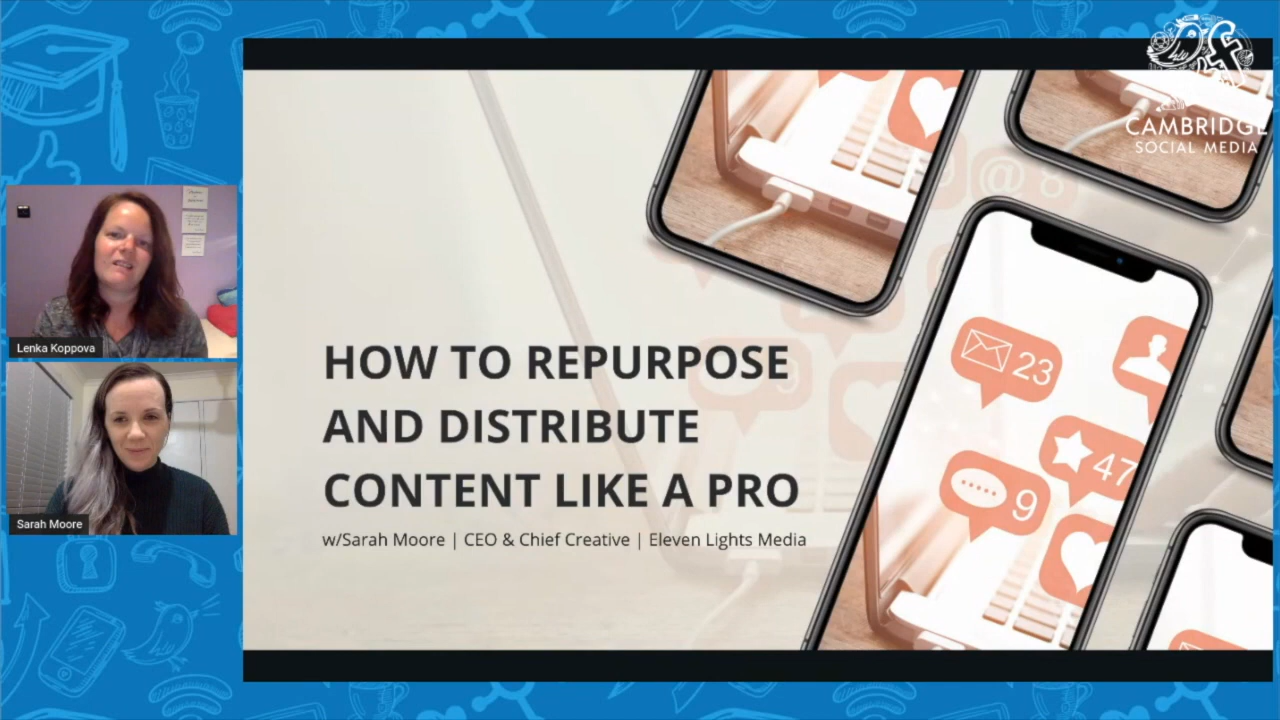 CAMBRIDGE
SOCIAL MEDIA
Lenka Koppova
Sarah Moore
HOW TO REPURPOSE
AND DISTRIBUTE
CONTENT LIKE A PRO
w/Sarah Moore | CEO & Chief Creative | Eleven Lights Media
@
23
47
9